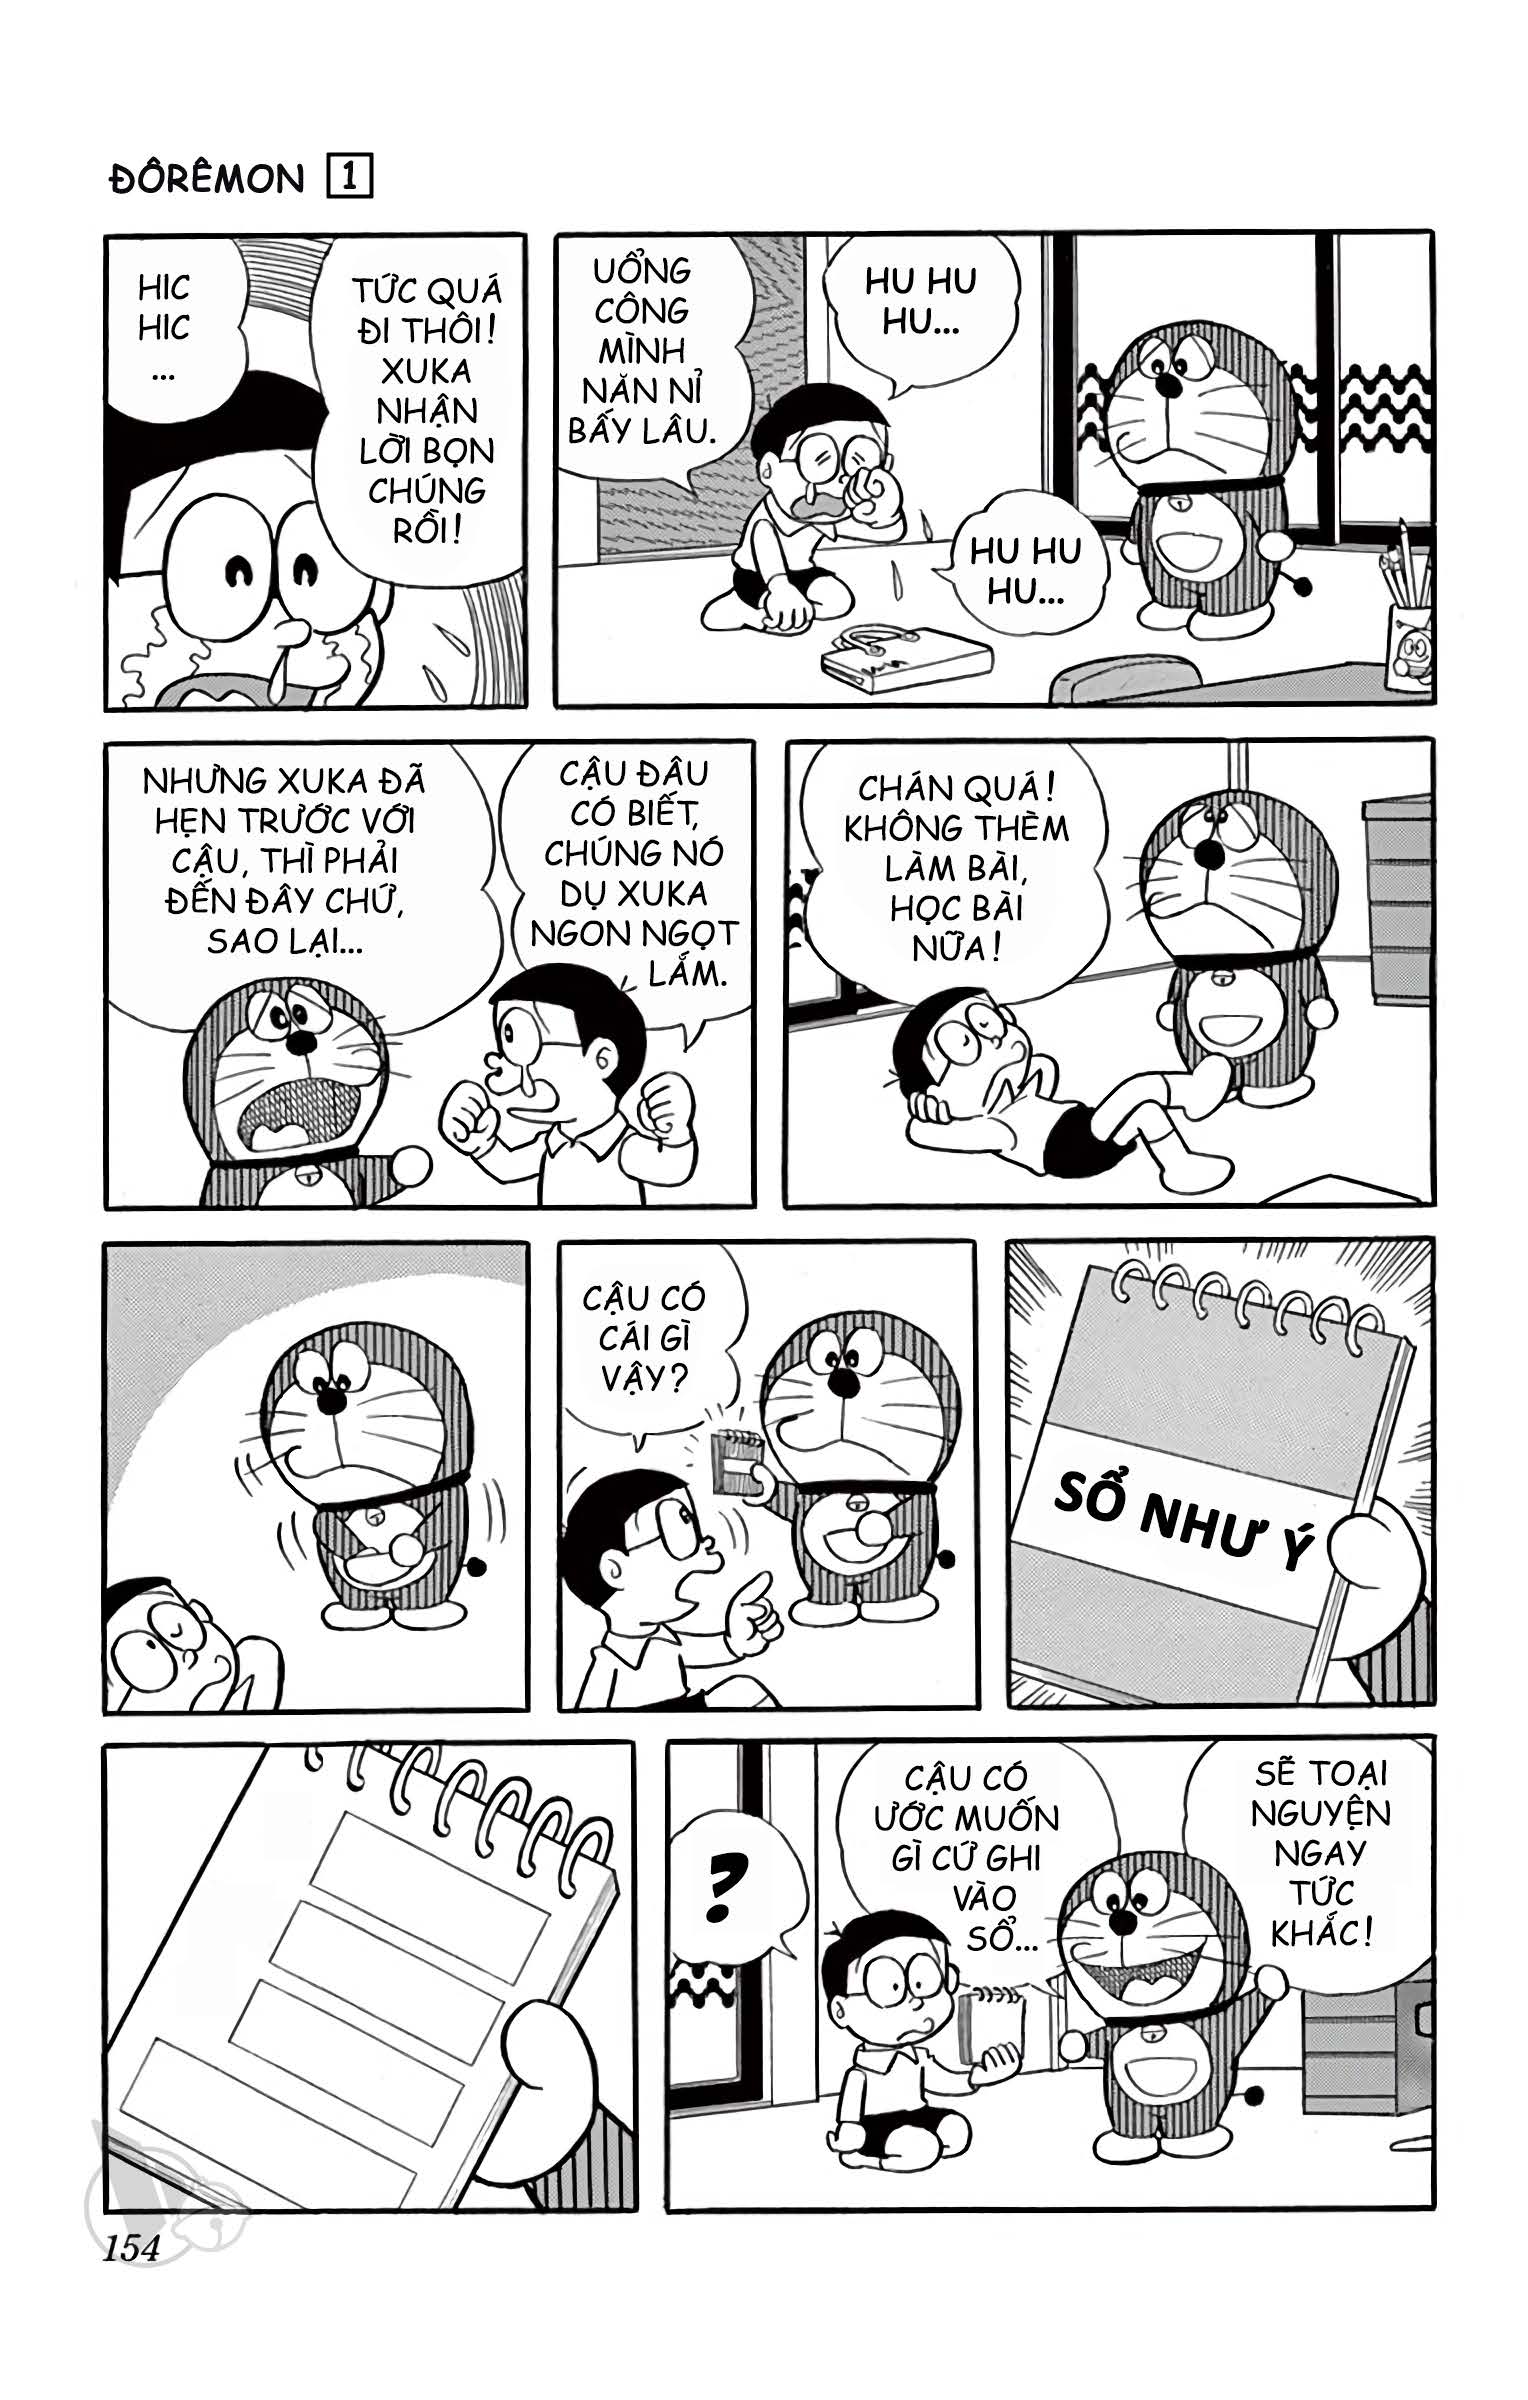 ĐÔRÊMON 1
HIC
HIC
...
TỨC QUÁ
ĐI THÔI!
XUKA
NHẬN
LỜI BỌN
CHÚNG
RỒI!
UỔNG
CÔNG
MÌNH
NĂN NỈ
BẤY LÂU.
HU HU
HU...
HU HU
HU...
NHƯNG XUKA ĐÃ
HẸN TRƯỚC VỚI
CẬU, THÌ PHẢI
ĐẾN ĐÂY CHỨ,
SAO LẠI...
CẬU ĐÂU
CÓ BIẾT,
CHÚNG NÓ
DỤ XUKA
NGON NGỌT
LẮM.
CHÁN QUÁ!
KHÔNG THÈM
LÀM BÀI,
HỌC BÀI
NỮA!
CẬU CÓ
CÁI GÌ
VẬY?
SỔ NHƯ Ý
?
CẬU CÓ
ƯỚC MUỐN
GÌ CỨ GHI
VÀO
SỔ...
SẼ TOẠI
NGUYỆN
NGAY
TỨC
KHẮC!
154